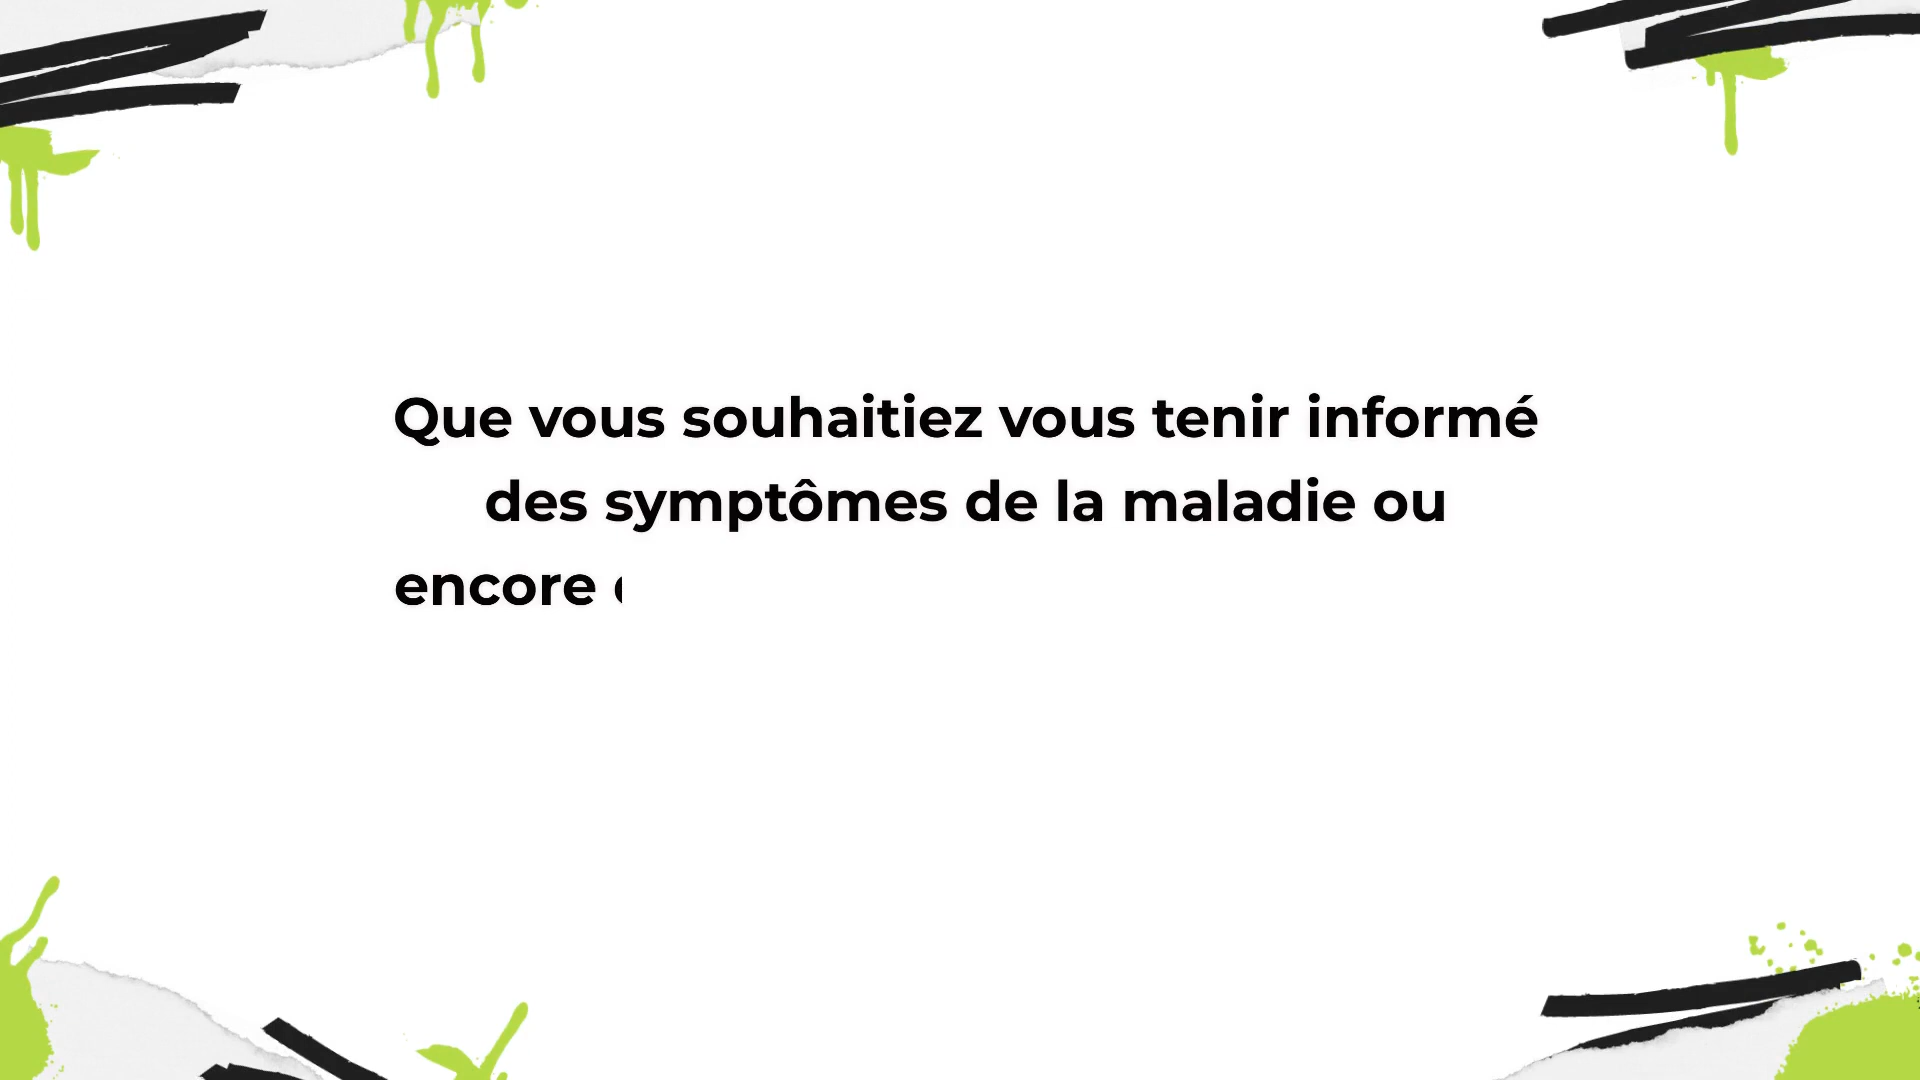 Que vous souhaitiez vous tenir informé
des symptômes de la maladie ou
encore